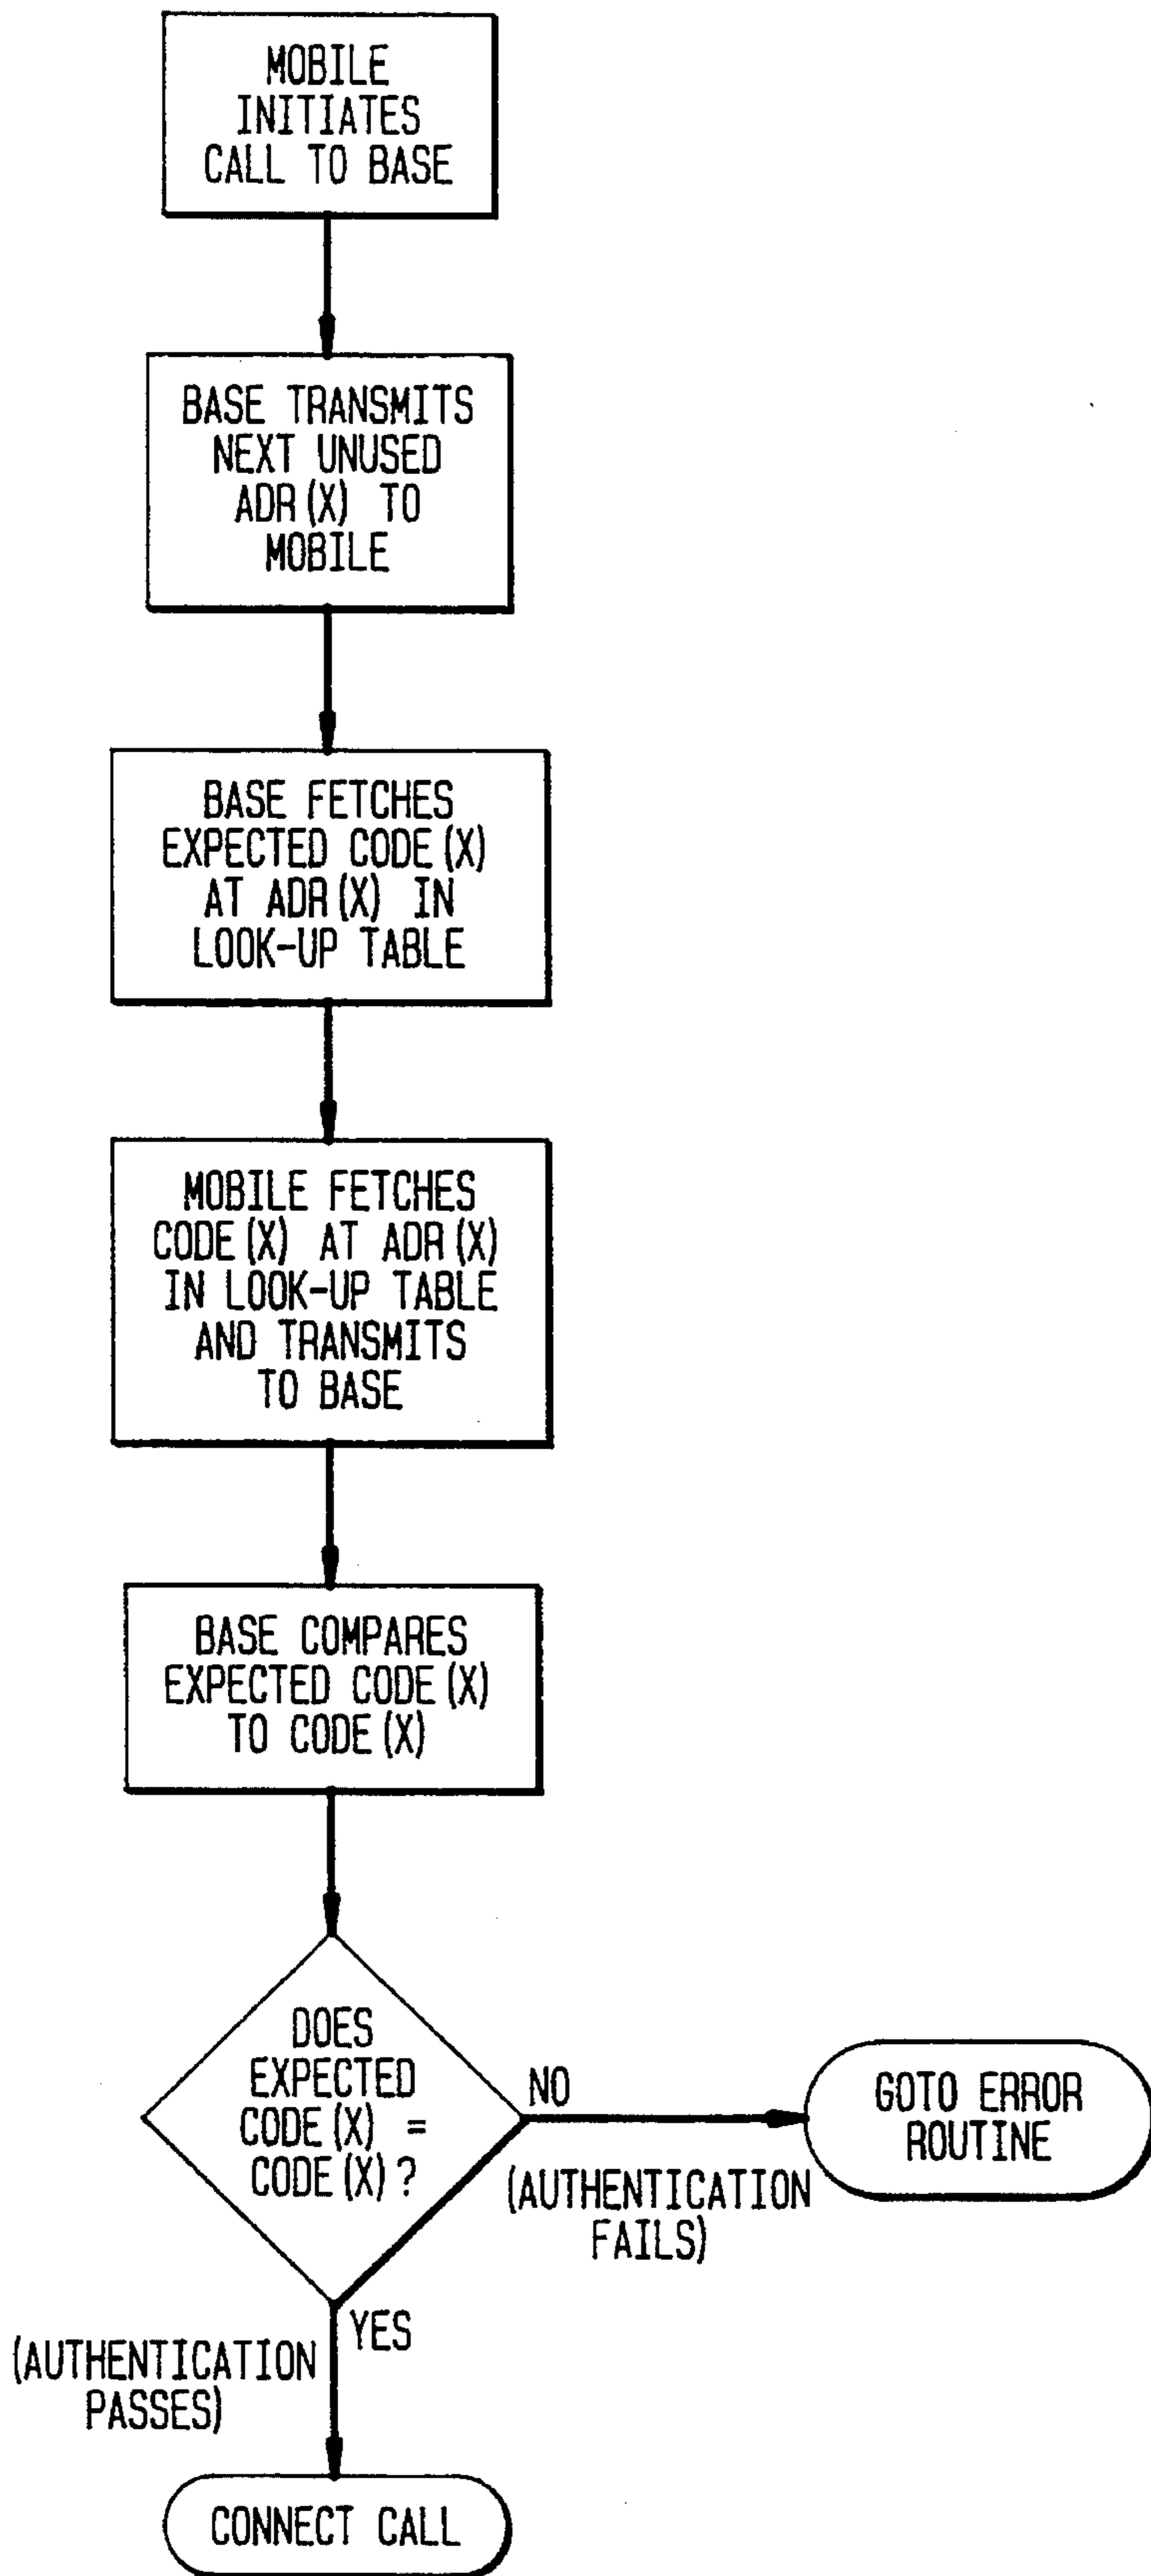 MOBILE
INITIATES
CALL TO BASE
BASE TRANSMITS
NEXT UNUSED
ADR(X) TO
MOBILE
BASE FETCHES
EXPECTED CODE(X)
AT ADR(X) IN
LOOK-UP TABLE
MOBILE FETCHES
CODE(X) AT ADR(X)
IN LOOK-UP TABLE
AND TRANSMITS
TO BASE
BASE COMPARES
EXPECTED CODE(X)
TO CODE(X)
DOES
EXPECTED
CODE(X) =
CODE(X)?
NO
(AUTHENTICATION
FAILS)
GOTO ERROR
ROUTINE
YES
(AUTHENTICATION
PASSES)
CONNECT CALL